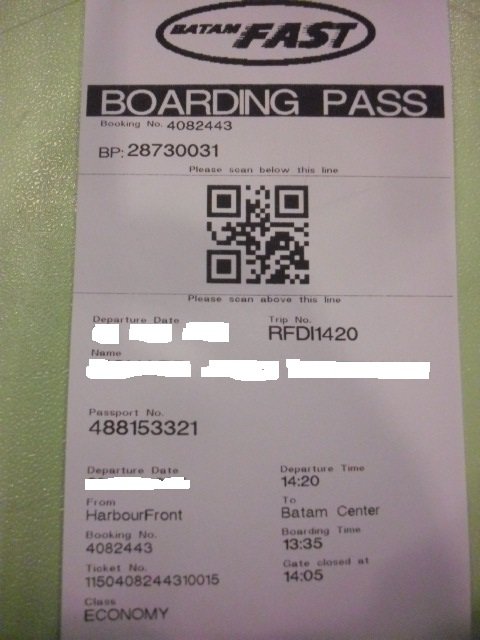 BATAM FAST
BOARDING PASS
Booking No. 4082443
BP: 28730031
Please scan below this line
Please scan above this line
Departure Date Trip No.
RFDI1420
Name
Passport No.
488153321
Departure Date Departure Time
14:20
From To
HarbourFront Batam Center
Booking No. Boarding Time
4082443 13:35
Ticket No. Gate closed at
1150408244310015 14:05
Class
ECONOMY